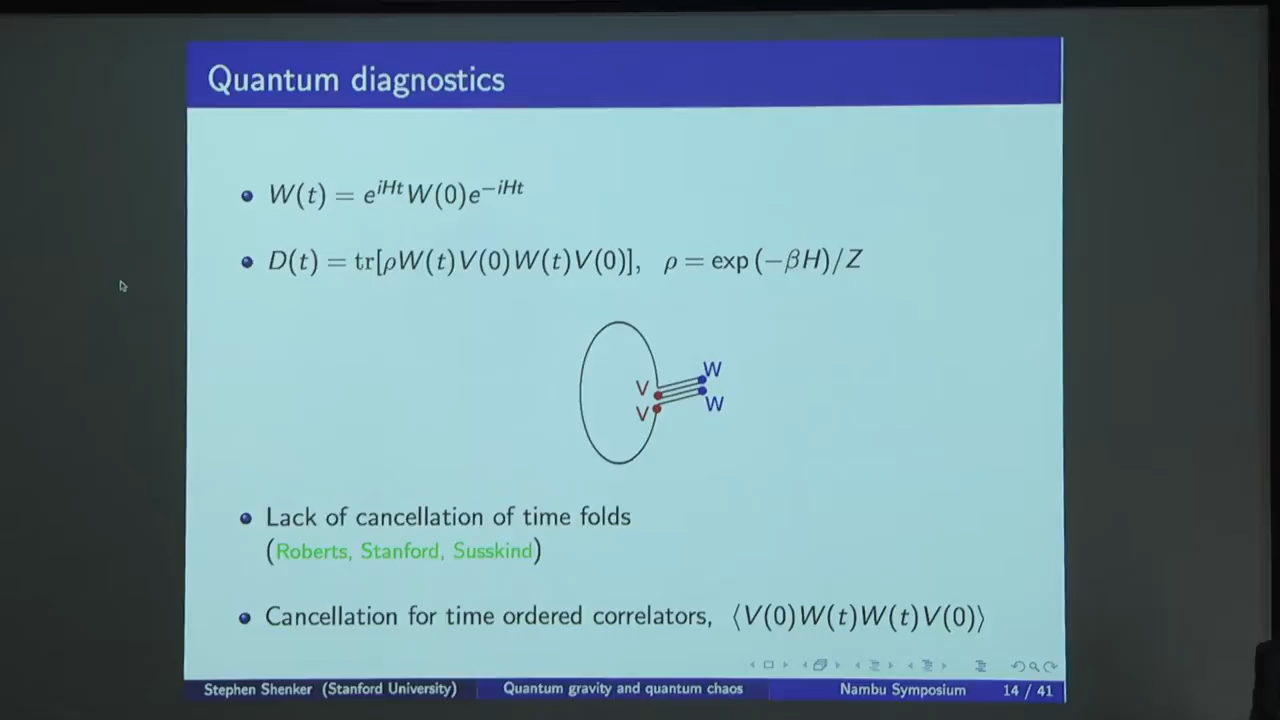 Quantum diagnostics
W(t) = e^{iHt}W(0)e^{−iHt}
D(t) = tr[ρW(t)V(0)W(t)V(0)],   ρ = exp (−βH)/Z
V
W
V
W
Lack of cancellation of time folds
(Roberts, Stanford, Susskind)
Cancellation for time ordered correlators,   ⟨V(0)W(t)W(t)V(0)⟩
Stephen Shenker (Stanford University)
Quantum gravity and quantum chaos
Nambu Symposium
14 / 41